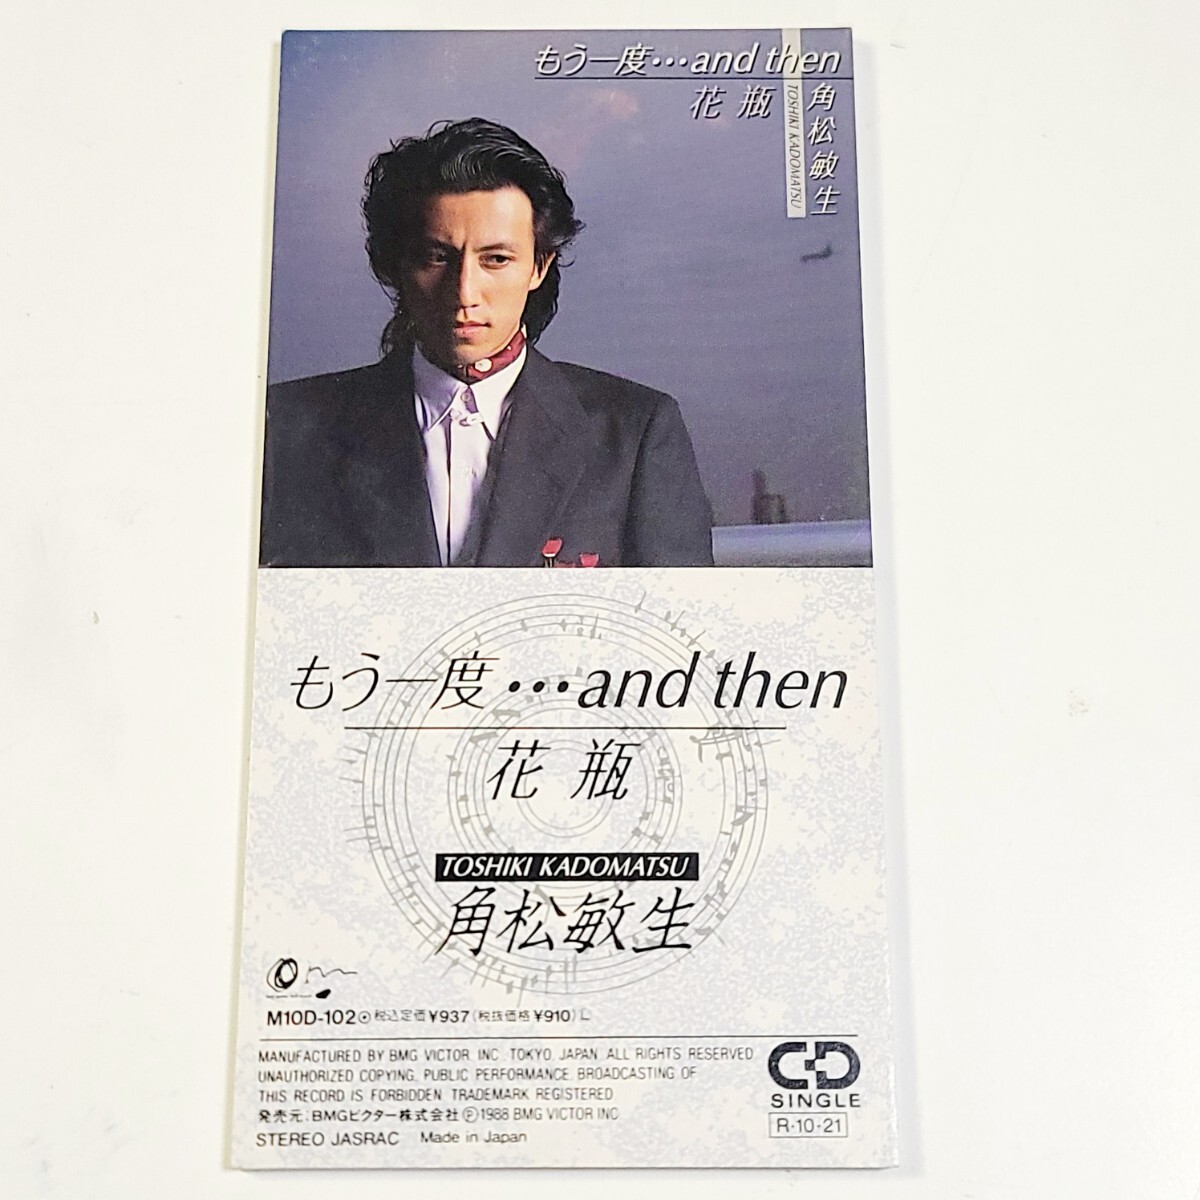 もう一度…and then
花瓶
TOSHIKI KADOMATSU
角松敏生
もう一度…and then
花瓶
TOSHIKI KADOMATSU
角松敏生
M10D-102 税込定価¥937(税抜価格¥910) L
MANUFACTURED BY BMG VICTOR, INC., TOKYO, JAPAN. ALL RIGHTS RESERVED.
UNAUTHORIZED COPYING, PUBLIC PERFORMANCE, BROADCASTING OF
THIS RECORD IS FORBIDDEN. TRADEMARK REGISTERED.
発売元:BMGビクター株式会社 Ⓟ1988 BMG VICTOR INC.
STEREO JASRAC Made in Japan
CD
SINGLE
R-10-21